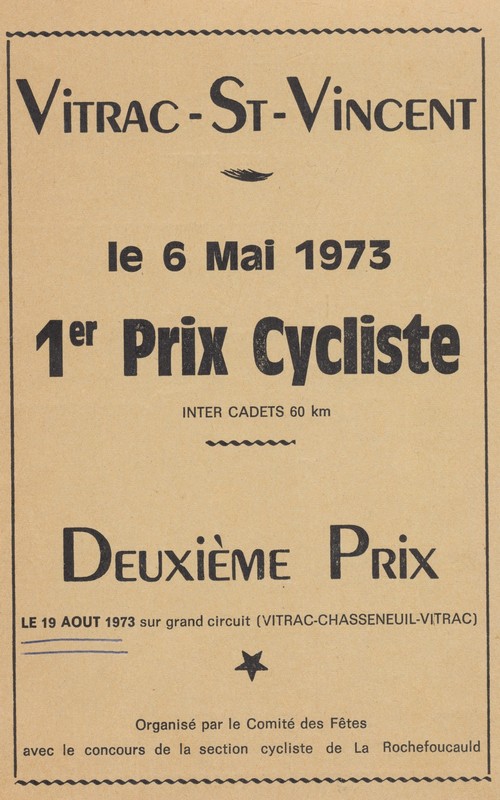 VITRAC - ST - VINCENT
le 6 Mai 1973
1er Prix Cycliste
INTER CADETS 60 km
DEUXIÈME PRIX
LE 19 AOUT 1973 sur grand circuit (VITRAC-CHASSENEUIL-VITRAC)
Organisé par le Comité des Fêtes
avec le concours de la section cycliste de La Rochefoucauld